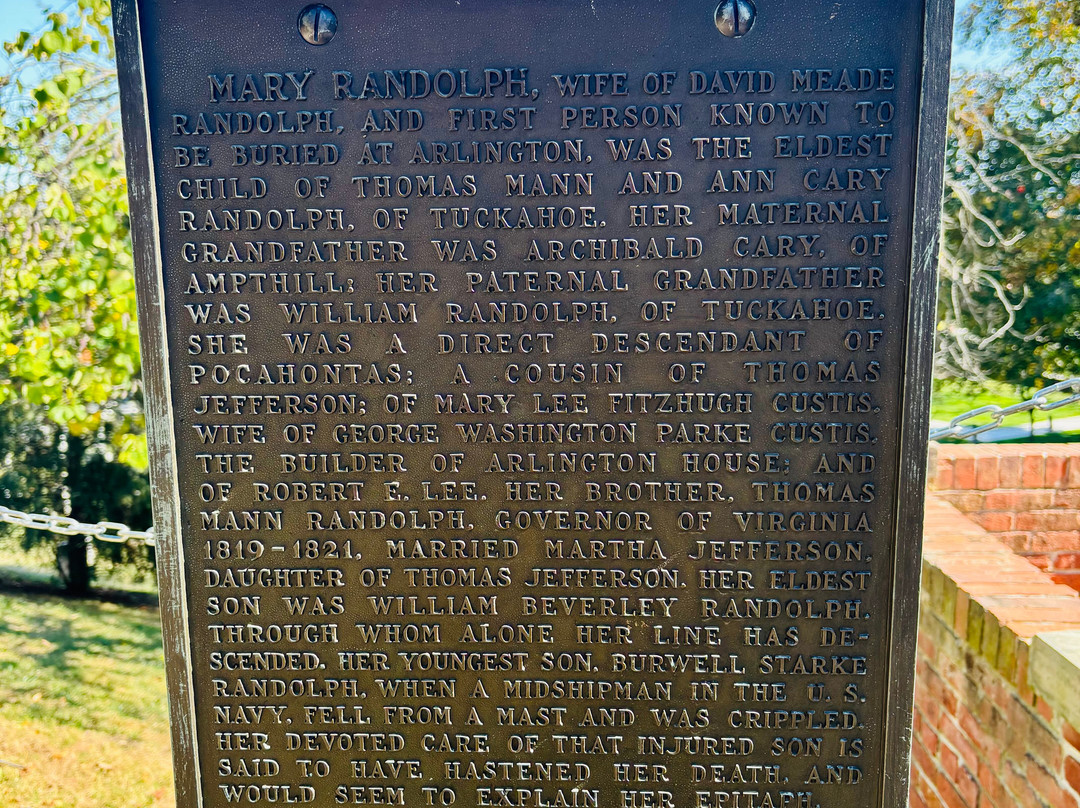 MARY RANDOLPH, WIFE OF DAVID MEADE
RANDOLPH, AND FIRST PERSON KNOWN TO
BE BURIED AT ARLINGTON, WAS THE ELDEST
CHILD OF THOMAS MANN AND ANN CARY
RANDOLPH, OF TUCKAHOE. HER MATERNAL
GRANDFATHER WAS ARCHIBALD CARY, OF
AMPTHILL; HER PATERNAL GRANDFATHER
WAS WILLIAM RANDOLPH, OF TUCKAHOE.
SHE WAS A DIRECT DESCENDANT OF
POCAHONTAS; A COUSIN OF THOMAS
JEFFERSON; OF MARY LEE FITZHUGH CUSTIS,
WIFE OF GEORGE WASHINGTON PARKE CUSTIS,
THE BUILDER OF ARLINGTON HOUSE; AND
OF ROBERT E. LEE. HER BROTHER, THOMAS
MANN RANDOLPH, GOVERNOR OF VIRGINIA
1819-1821, MARRIED MARTHA JEFFERSON,
DAUGHTER OF THOMAS JEFFERSON. HER ELDEST
SON WAS WILLIAM BEVERLEY RANDOLPH,
THROUGH WHOM ALONE HER LINE HAS DE-
SCENDED. HER YOUNGEST SON, BURWELL STARKE
RANDOLPH, WHEN A MIDSHIPMAN IN THE U. S.
NAVY, FELL FROM A MAST AND WAS CRIPPLED.
HER DEVOTED CARE OF THAT INJURED SON IS
SAID TO HAVE HASTENED HER DEATH, AND
WOULD SEEM TO EXPLAIN HER EPITAPH.